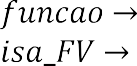 funcao →
isa_FV →